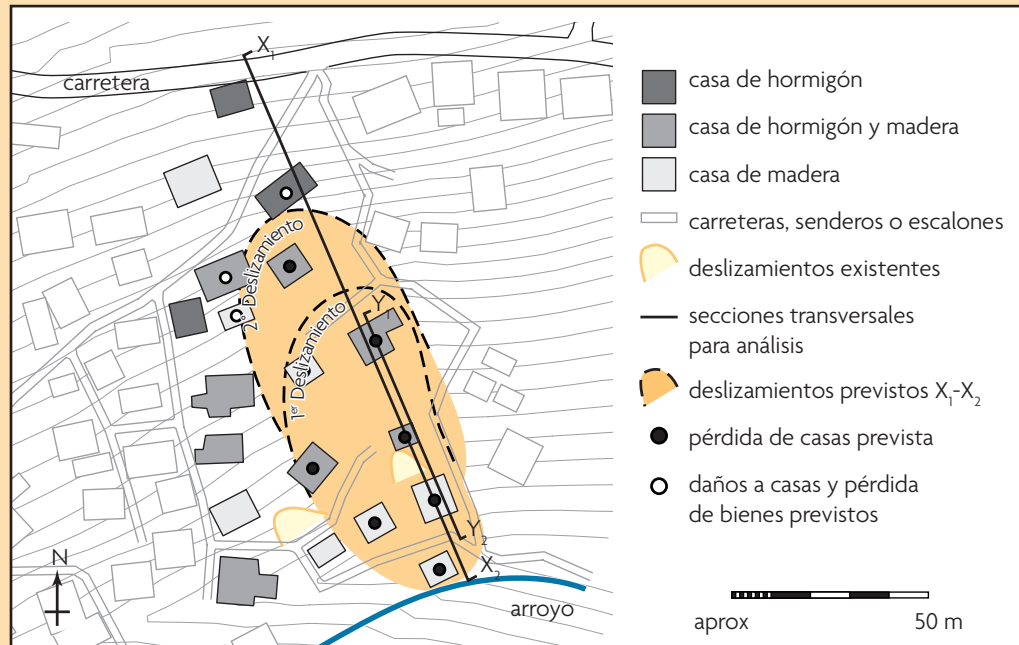 X₁
carretera
2º Deslizamiento
1er Deslizamiento
Y₁
Y₂
X₂
N
arroyo
casa de hormigón
casa de hormigón y madera
casa de madera
carreteras, senderos o escalones
deslizamientos existentes
secciones transversales
para análisis
deslizamientos previstos X₁-X₂
pérdida de casas prevista
daños a casas y pérdida
de bienes previstos
aprox 50 m